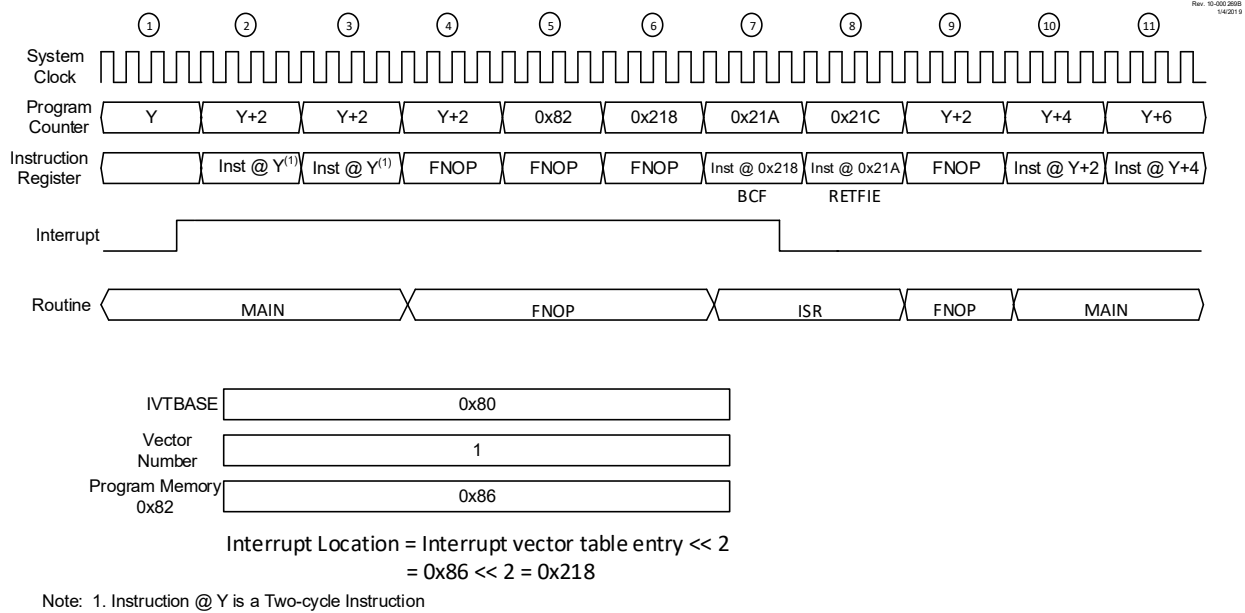 Rev. 10-000 269B
1/4/201 9
1 2 3 4 5 6 7 8 9 10 11
System
Clock
Program
Counter
Y Y+2 Y+2 Y+2 0x82 0x218 0x21A 0x21C Y+2 Y+4 Y+6
Instruction
Register
Inst @ Y(1) Inst @ Y(1) FNOP FNOP FNOP Inst @ 0x218 Inst @ 0x21A FNOP Inst @ Y+2 Inst @ Y+4
BCF RETFIE
Interrupt
Routine MAIN FNOP ISR FNOP MAIN
IVTBASE 0x80
Vector
Number
1
Program Memory
0x82
0x86
Interrupt Location = Interrupt vector table entry << 2
= 0x86 << 2 = 0x218
Note: 1. Instruction @ Y is a Two-cycle Instruction